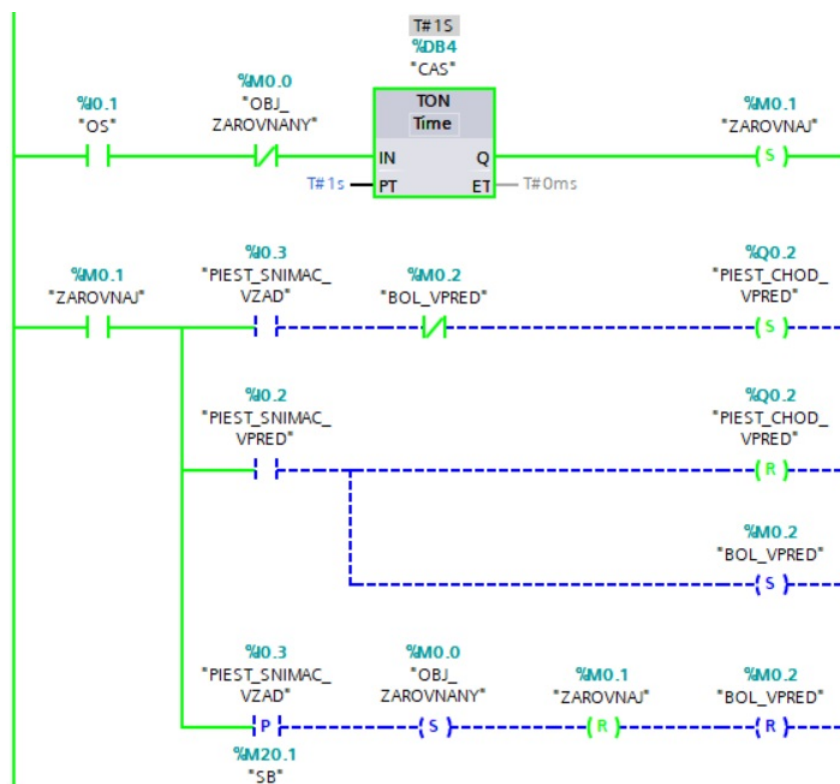 T#1S
%DB4
"CAS"
%I0.1
"OS"
%M0.0
"OBJ_
ZAROVNANY"
TON
Time
IN
Q
T#1s
PT
ET
T#0ms
%M0.1
"ZAROVNAJ"
S
%M0.1
"ZAROVNAJ"
%I0.3
"PIEST_SNIMAC_
VZAD"
%M0.2
"BOL_VPRED"
%Q0.2
"PIEST_CHOD_
VPRED"
S
%I0.2
"PIEST_SNIMAC_
VPRED"
%Q0.2
"PIEST_CHOD_
VPRED"
R
%M0.2
"BOL_VPRED"
S
%I0.3
"PIEST_SNIMAC_
VZAD"
P
%M20.1
"SB"
%M0.0
"OBJ_
ZAROVNANY"
S
%M0.1
"ZAROVNAJ"
R
%M0.2
"BOL_VPRED"
R